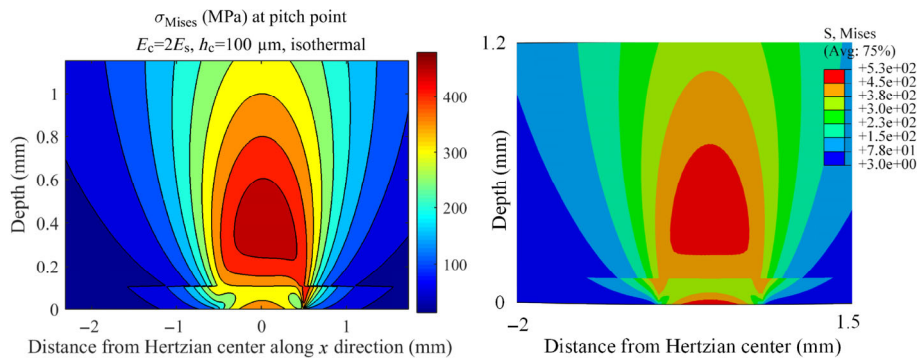 σMises (MPa) at pitch point
Ec=2Es, hc=100 μm, isothermal
1
0.8
0.6
0.4
0.2
0
Depth (mm)
−2
−1
0
1
Distance from Hertzian center along x direction (mm)
400
300
200
100
1.2
0
Depth (mm)
-2
1.5
Distance from Hertzian center (mm)
S, Mises
(Avg: 75%)
+5.3e+02
+4.5e+02
+3.8e+02
+3.0e+02
+2.3e+02
+1.5e+02
+7.8e+01
+3.0e+00